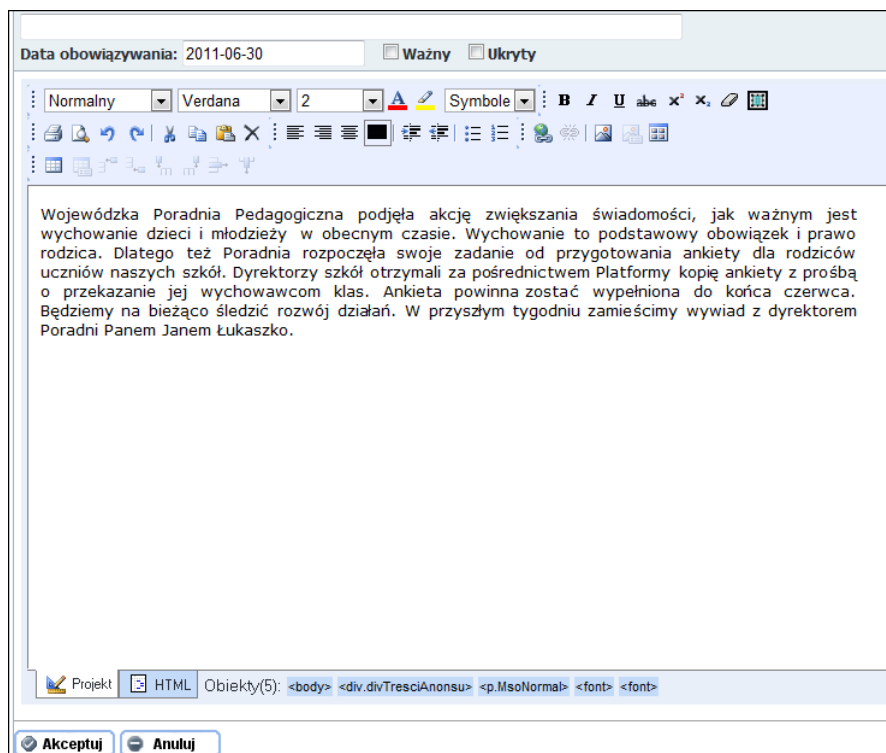 Data obowiązywania: 2011-06-30 Ważny Ukryty
Normalny Verdana 2 A Symbole B I U abc x² x₂
Wojewódzka Poradnia Pedagogiczna podjęła akcję zwiększania świadomości, jak ważnym jest
wychowanie dzieci i młodzieży w obecnym czasie. Wychowanie to podstawowy obowiązek i prawo
rodzica. Dlatego też Poradnia rozpoczęła swoje zadanie od przygotowania ankiety dla rodziców
uczniów naszych szkół. Dyrektorzy szkół otrzymali za pośrednictwem Platformy kopię ankiety z prośbą
o przekazanie jej wychowawcom klas. Ankieta powinna zostać wypełniona do końca czerwca.
Będziemy na bieżąco śledzić rozwój działań. W przyszłym tygodniu zamieścimy wywiad z dyrektorem
Poradni Panem Janem Łukaszko.
Projekt HTML Obiekty(5): <body> <div.divTresciAnonsu> <p.MsoNormal> <font> <font>
Akceptuj Anuluj